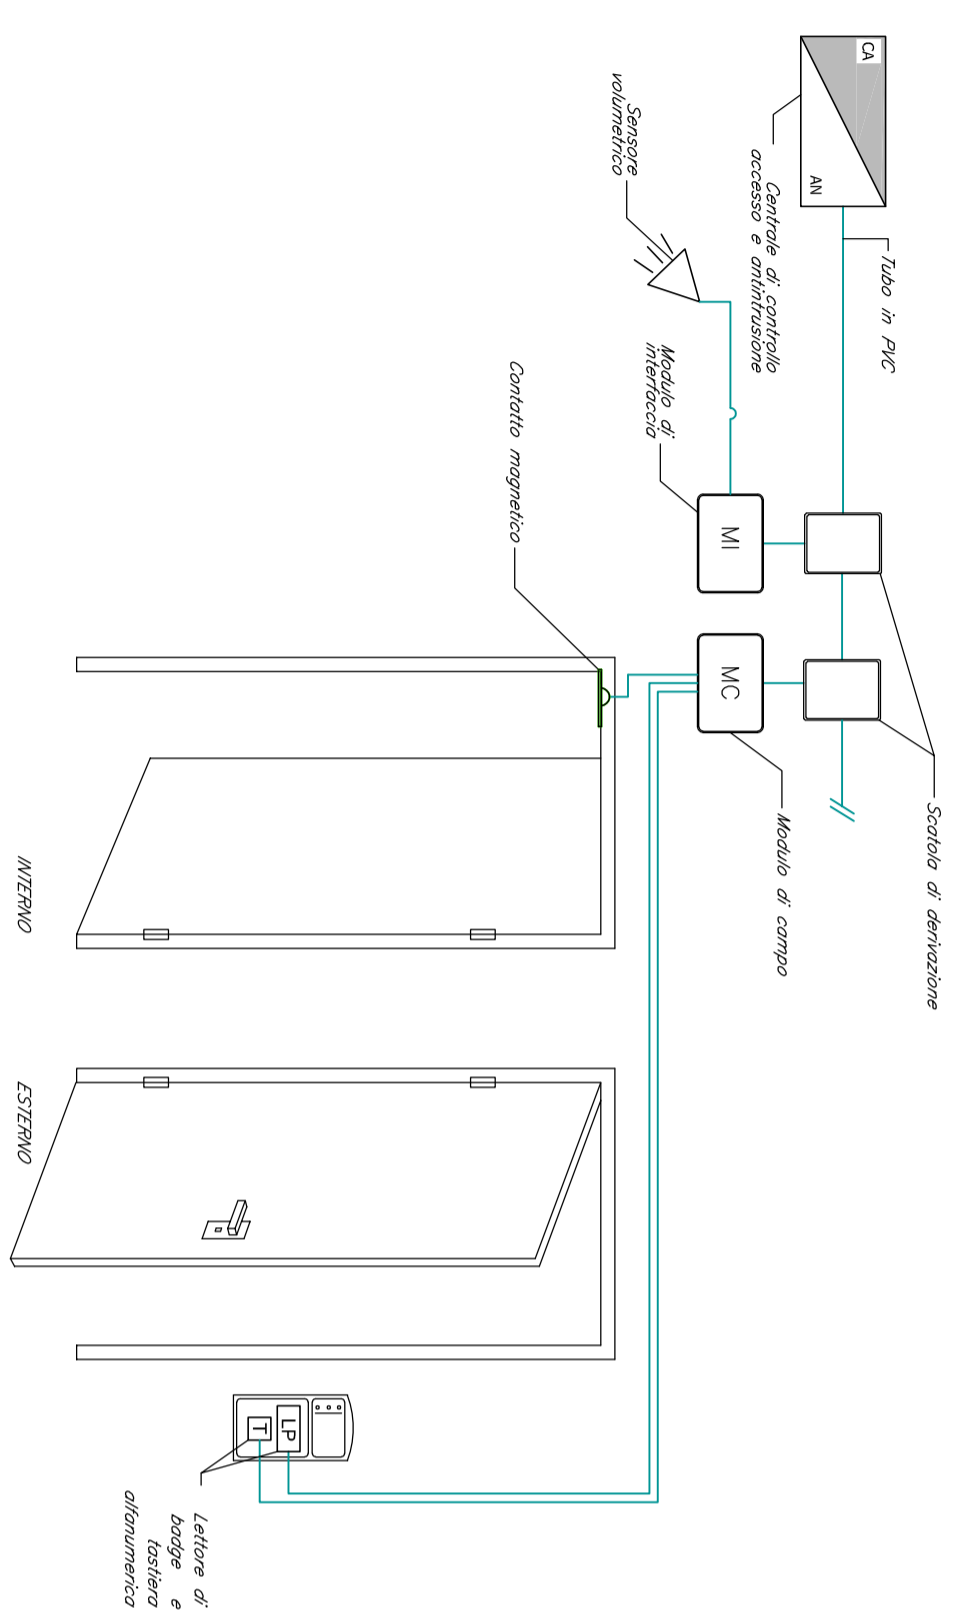 CA
AN
Tubo in PVC
Centrale di controllo
accesso e antintrusione
Sensore
volumetrico
Modulo di
interfaccia
Contatto magnetico
MI
MC
Scatola di derivazione
Modulo di campo
INTERNO
ESTERNO
LP
T
Lettore di
badge e
tastiera
alfanumerica